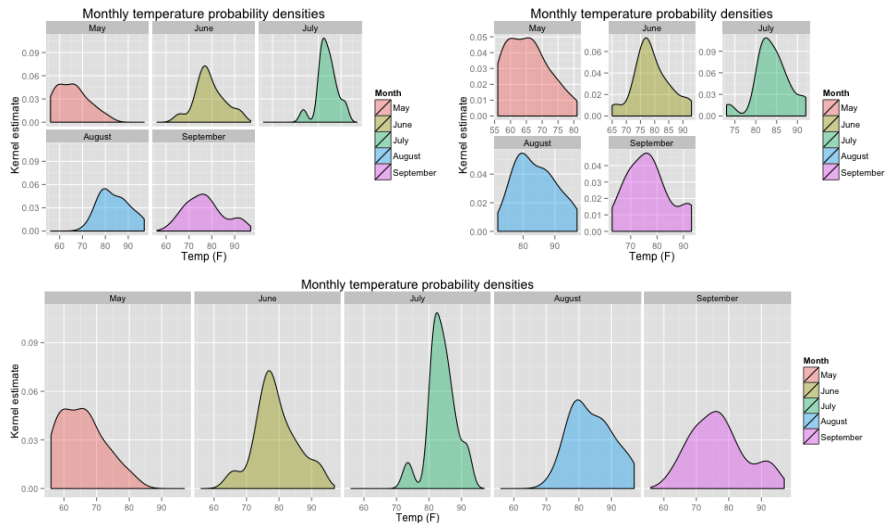 Monthly temperature probability densities
May June July
0.09
0.06
0.03
0.00
August September
0.09
0.06
0.03
0.00
60 70 80 90 60 70 80 90
Temp (F)
Kernel estimate
Month
May
June
July
August
September
Monthly temperature probability densities
May June July
0.05
0.04
0.03
0.02
0.01
0.00
0.06
0.04
0.02
0.00
0.09
0.06
0.03
0.00
55 60 65 70 75 80 65 70 75 80 85 90 75 80 85 90
August September
0.04
0.02
0.00
0.04
0.03
0.02
0.01
0.00
80 90 70 80 90
Temp (F)
Kernel estimate
Month
May
June
July
August
September
Monthly temperature probability densities
May June July August September
0.09
0.06
0.03
0.00
60 70 80 90 60 70 80 90 60 70 80 90 60 70 80 90 60 70 80 90
Temp (F)
Kernel estimate
Month
May
June
July
August
September